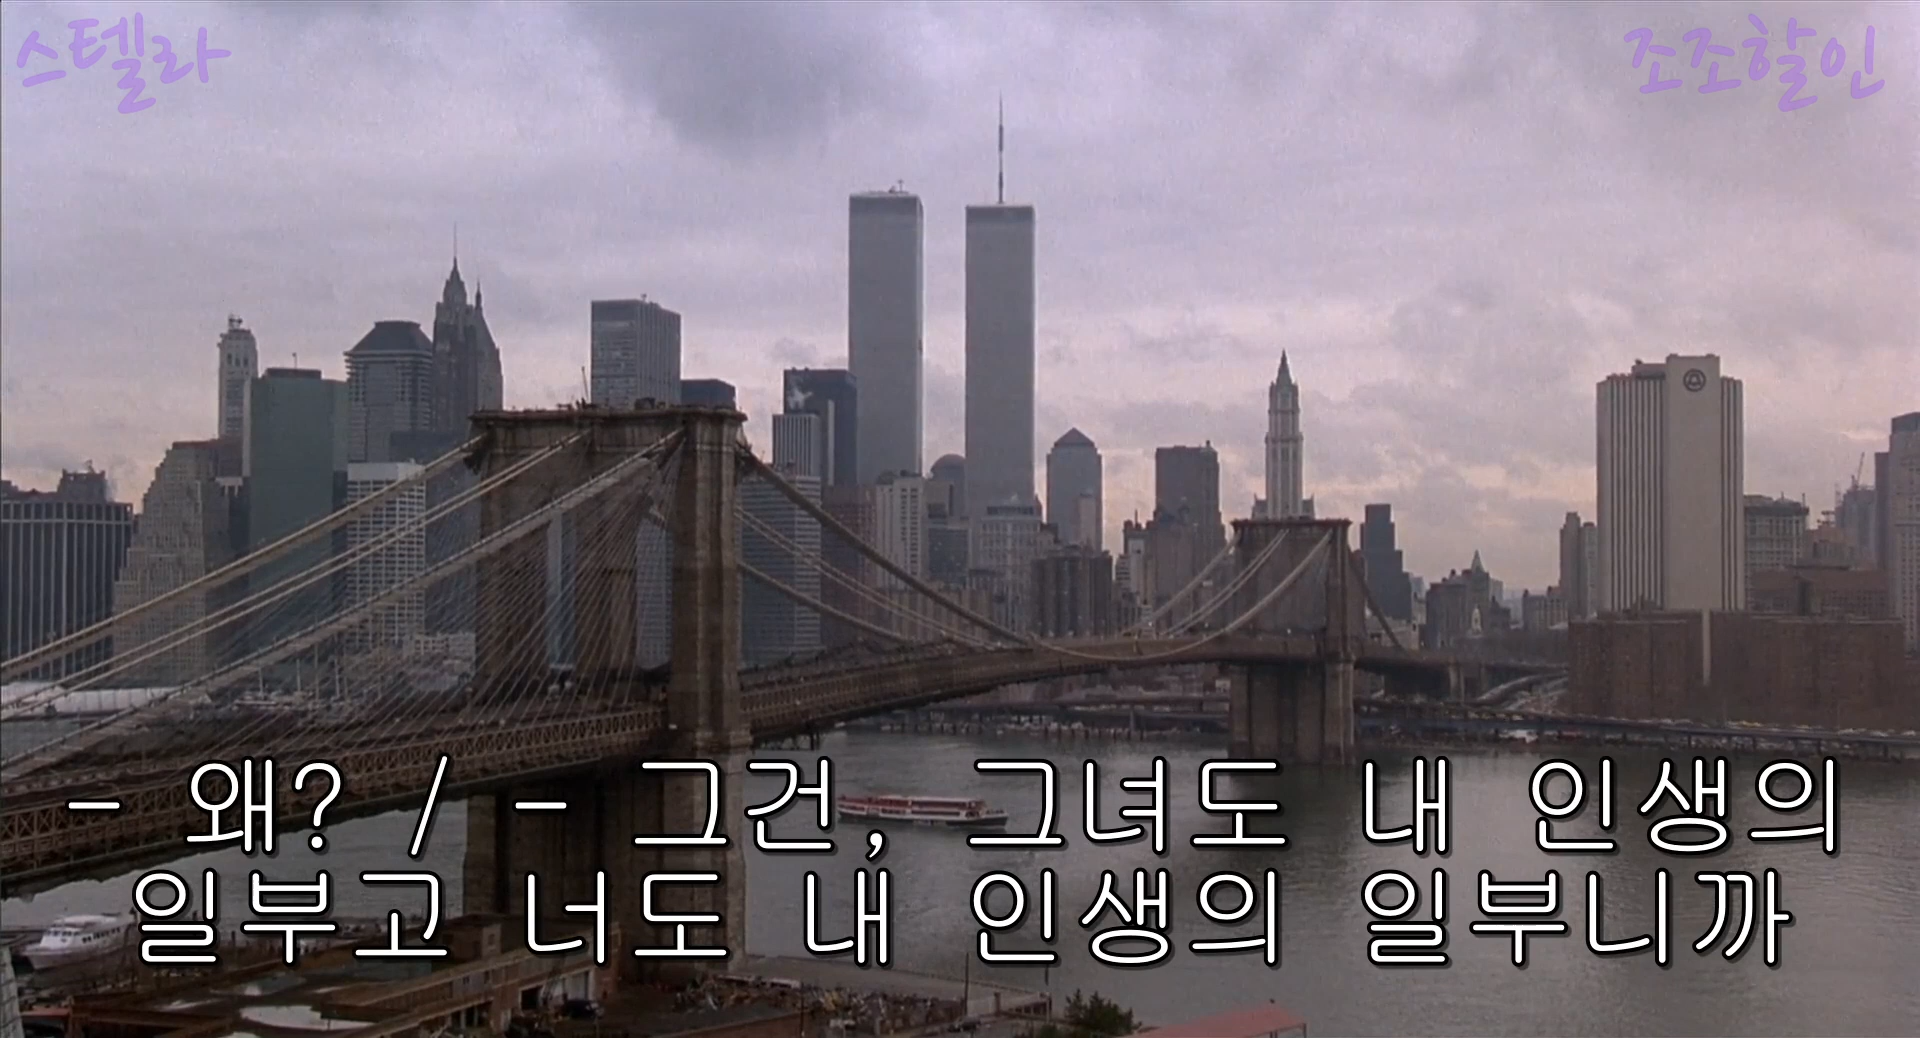 스텔라
조조할인
- 왜? / - 그건, 그녀도 내 인생의
일부고 너도 내 인생의 일부니까